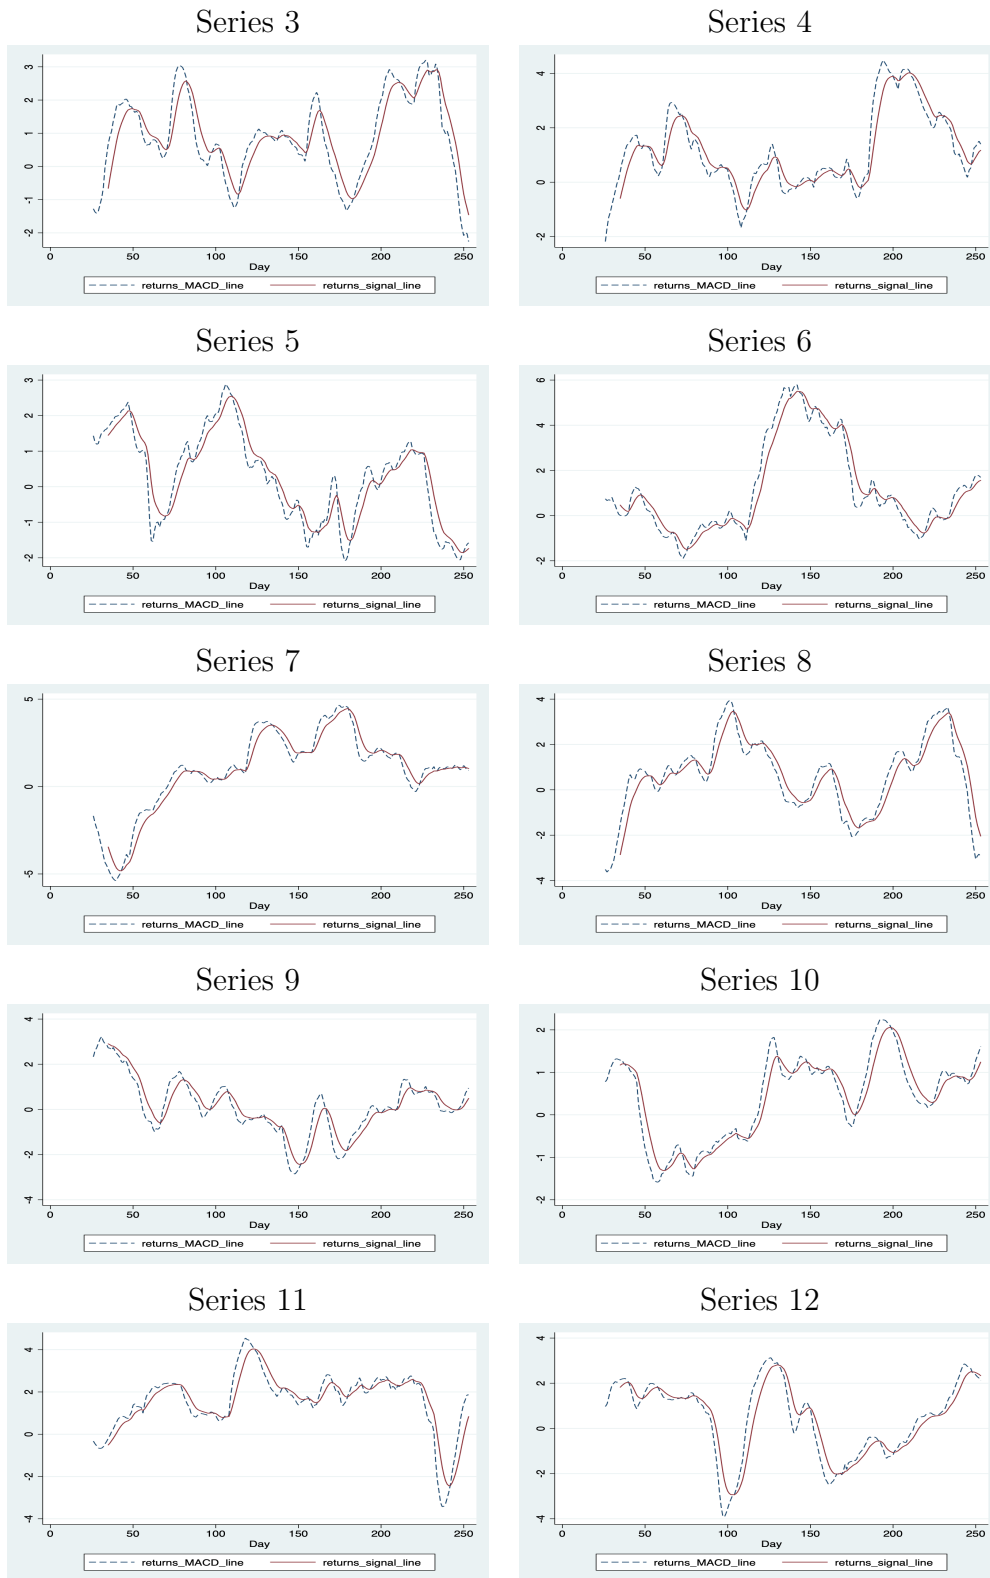 Series 3
3
2
1
0
-1
-2
0 50 100 150 200 250
Day
returns_MACD_line returns_signal_line
Series 4
4
2
0
-2
0 50 100 150 200 250
Day
returns_MACD_line returns_signal_line
Series 5
3
2
1
0
-1
-2
0 50 100 150 200 250
Day
returns_MACD_line returns_signal_line
Series 6
6
4
2
0
-2
0 50 100 150 200 250
Day
returns_MACD_line returns_signal_line
Series 7
5
0
-5
0 50 100 150 200 250
Day
returns_MACD_line returns_signal_line
Series 8
4
2
0
-2
-4
0 50 100 150 200 250
Day
returns_MACD_line returns_signal_line
Series 9
4
2
0
-2
-4
0 50 100 150 200 250
Day
returns_MACD_line returns_signal_line
Series 10
2
1
0
-1
-2
0 50 100 150 200 250
Day
returns_MACD_line returns_signal_line
Series 11
4
2
0
-2
-4
0 50 100 150 200 250
Day
returns_MACD_line returns_signal_line
Series 12
4
2
0
-2
-4
0 50 100 150 200 250
Day
returns_MACD_line returns_signal_line